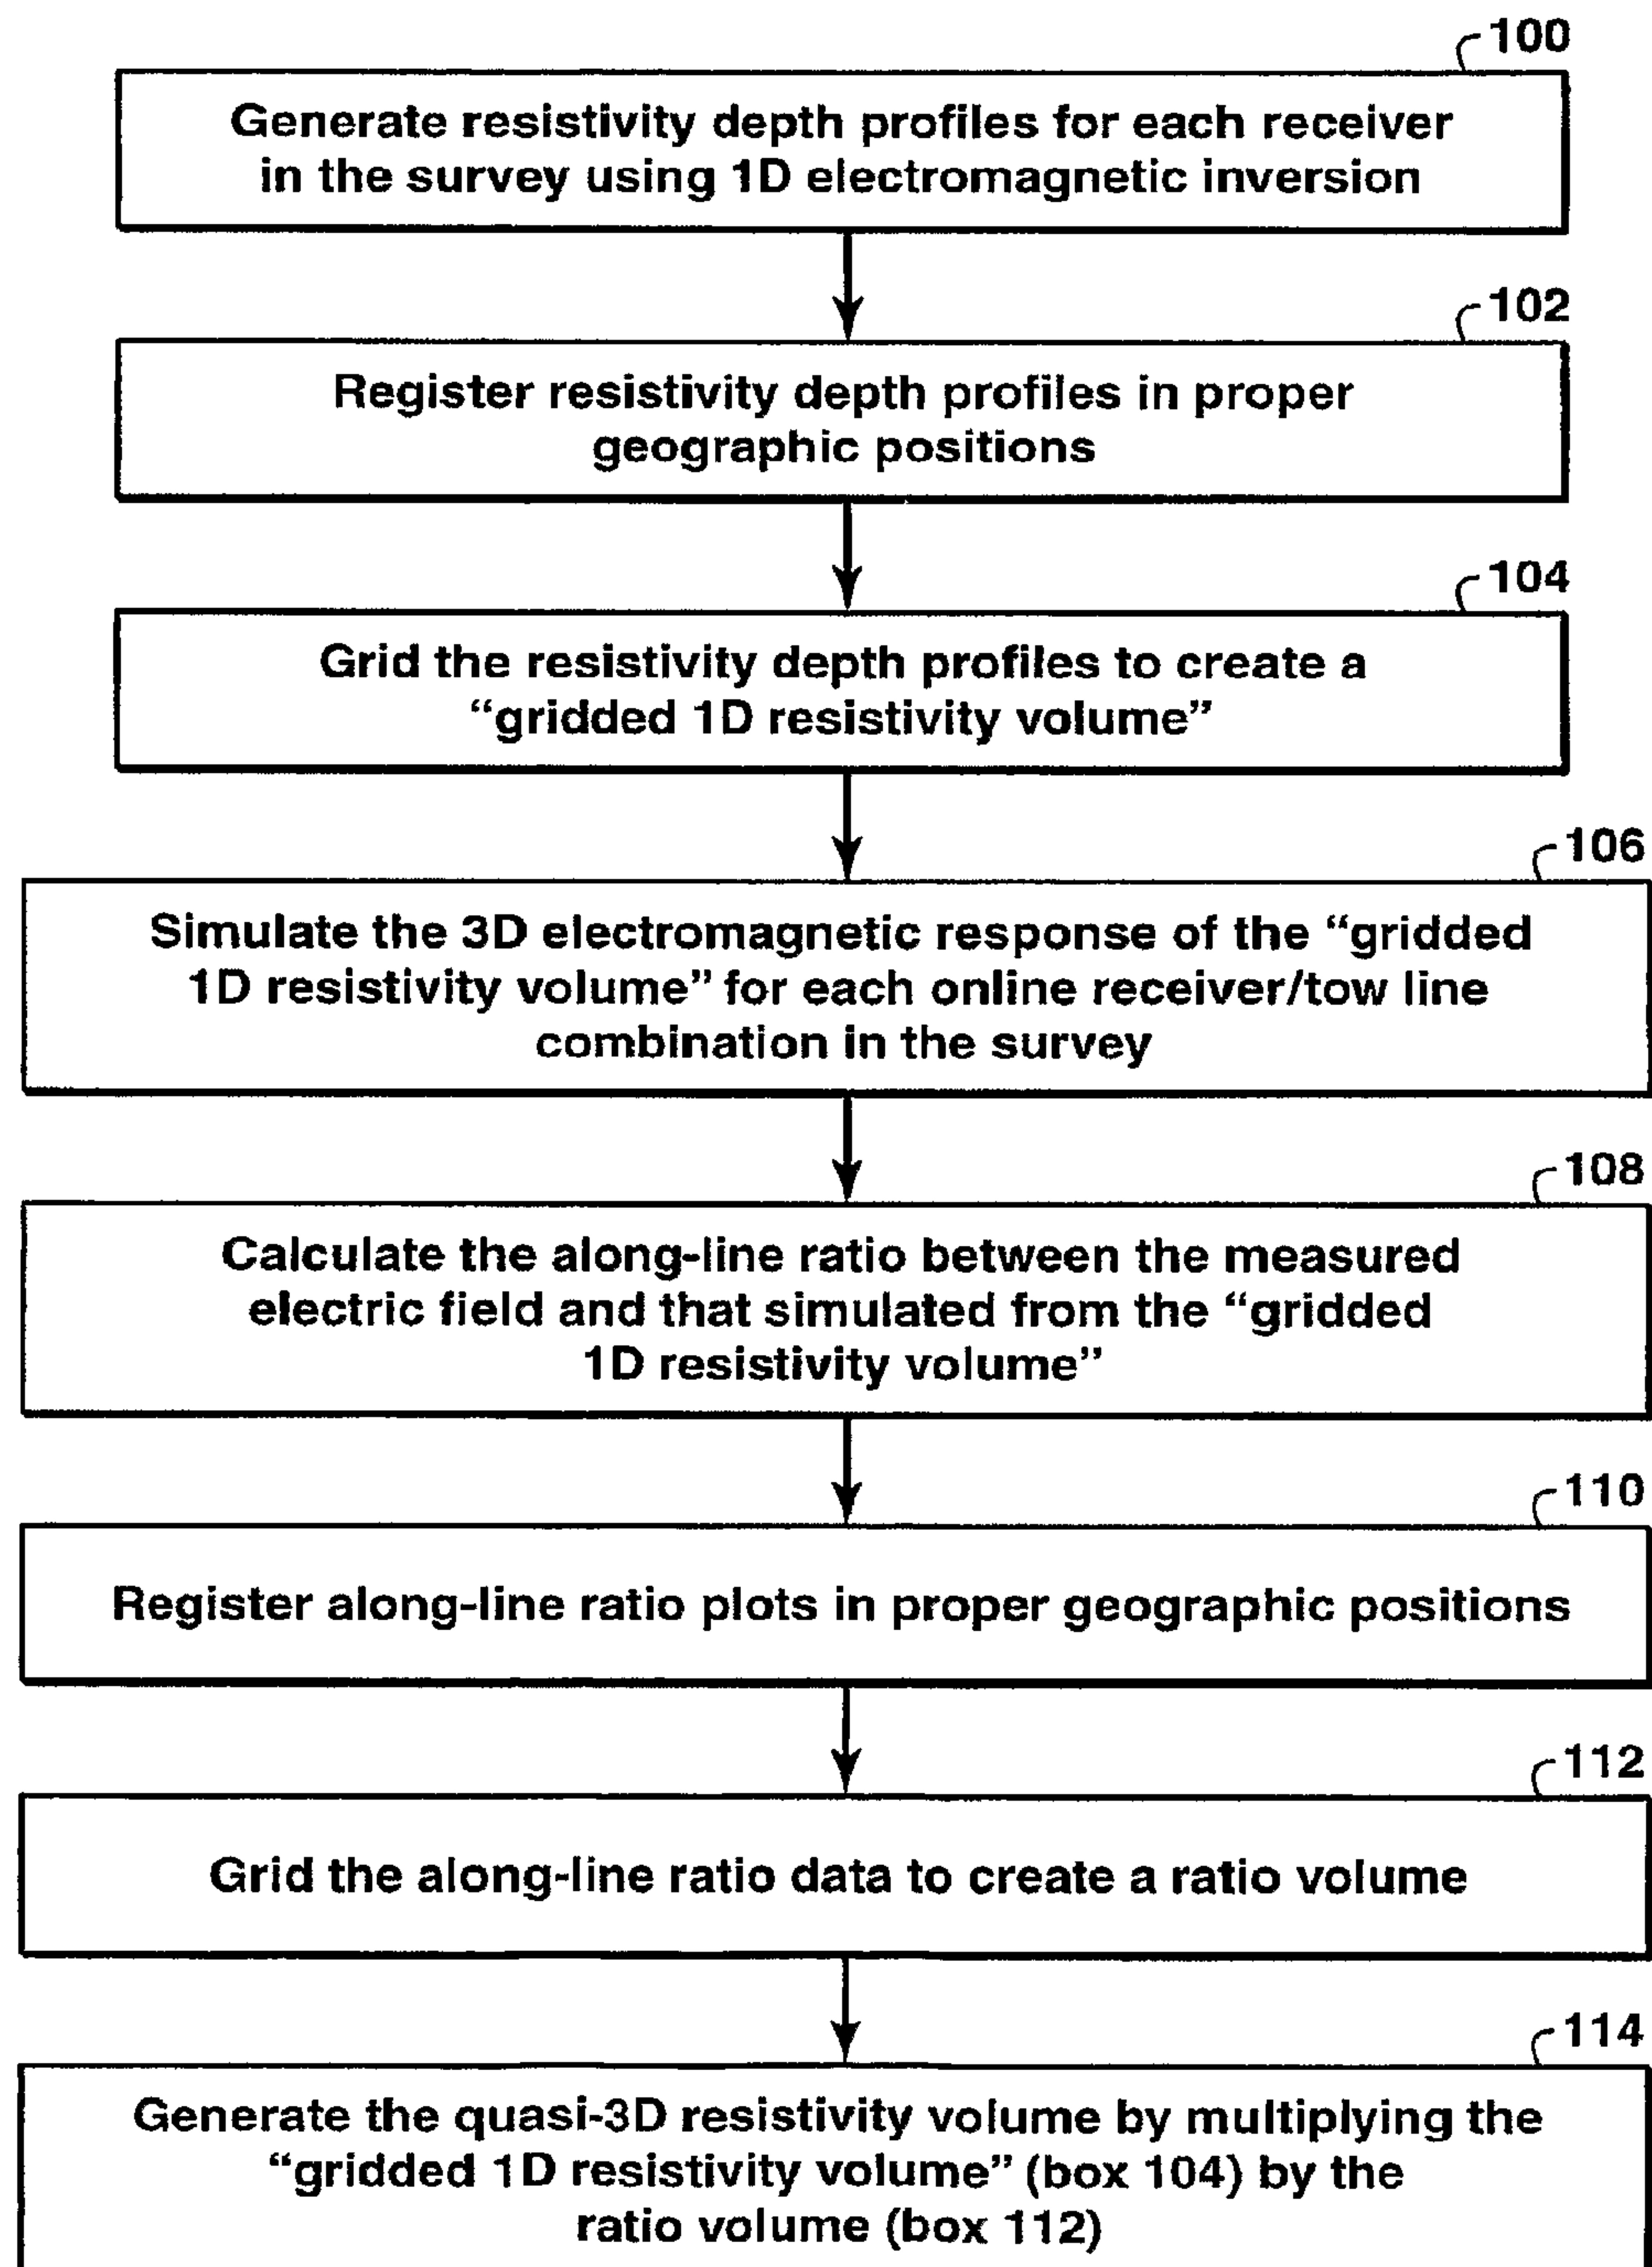 100
Generate resistivity depth profiles for each receiver
in the survey using 1D electromagnetic inversion
102
Register resistivity depth profiles in proper
geographic positions
104
Grid the resistivity depth profiles to create a
“gridded 1D resistivity volume”
106
Simulate the 3D electromagnetic response of the “gridded
1D resistivity volume” for each online receiver/tow line
combination in the survey
108
Calculate the along-line ratio between the measured
electric field and that simulated from the “gridded
1D resistivity volume”
110
Register along-line ratio plots in proper geographic positions
112
Grid the along-line ratio data to create a ratio volume
114
Generate the quasi-3D resistivity volume by multiplying the
“gridded 1D resistivity volume” (box 104) by the
ratio volume (box 112)